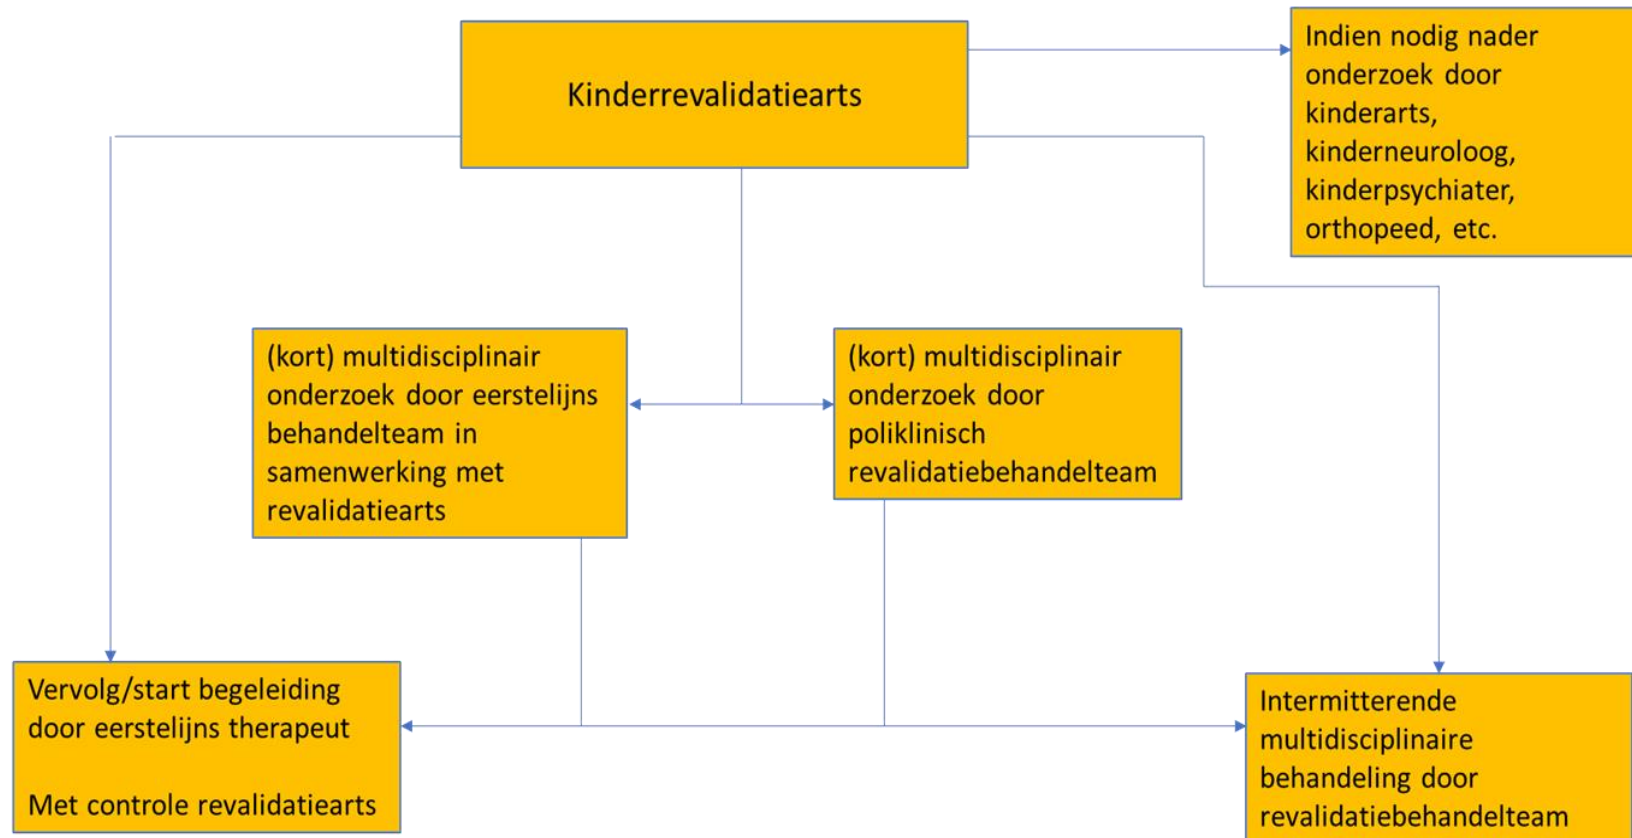 Kinderrevalidatiearts
Indien nodig nader
onderzoek door
kinderarts,
kinderneuroloog,
kinderpsychiater,
orthopeed, etc.
(kort) multidisciplinair
onderzoek door eerstelijns
behandelteam in
samenwerking met
revalidatiearts
(kort) multidisciplinair
onderzoek door
poliklinisch
revalidatiebehandelteam
Vervolg/start begeleiding
door eerstelijns therapeut
Met controle revalidatiearts
Intermitterende
multidisciplinaire
behandeling door
revalidatiebehandelteam